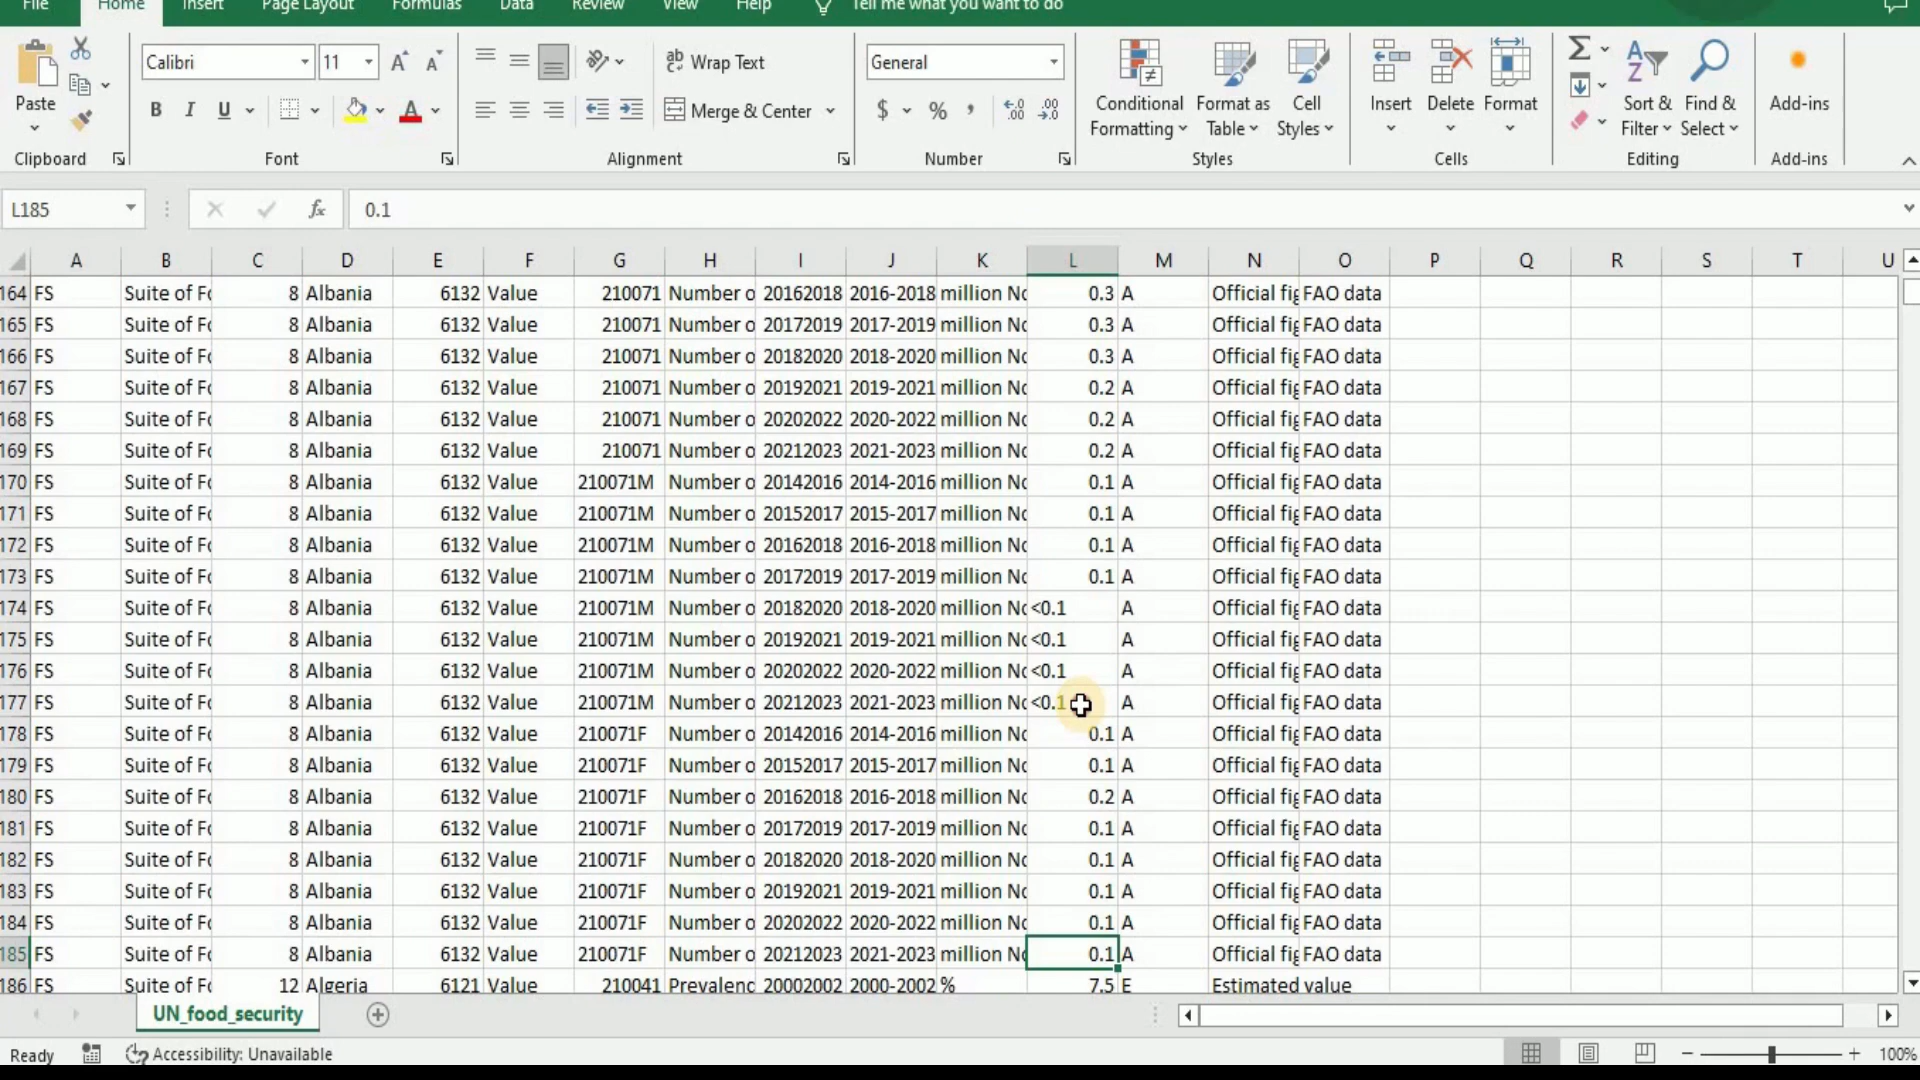 File Home Insert Page Layout Formulas Data Review View Help Tell me what you want to do
Paste
Clipboard
Calibri 11
B I U
Font
Wrap Text
Merge & Center
Alignment
General
$ % ,
Number
Conditional Formatting
Format as Table
Cell Styles
Styles
Insert Delete Format
Cells
Sort & Filter Find & Select
Editing
Add-ins
Add-ins
L185 fx 0.1
A B C D E F G H I J K L M N O P Q R S T U
164 FS Suite of Fo 8 Albania 6132 Value 210071 Number o 20162018 2016-2018 million No 0.3 A Official fig FAO data
165 FS Suite of Fo 8 Albania 6132 Value 210071 Number o 20172019 2017-2019 million No 0.3 A Official fig FAO data
166 FS Suite of Fo 8 Albania 6132 Value 210071 Number o 20182020 2018-2020 million No 0.3 A Official fig FAO data
167 FS Suite of Fo 8 Albania 6132 Value 210071 Number o 20192021 2019-2021 million No 0.2 A Official fig FAO data
168 FS Suite of Fo 8 Albania 6132 Value 210071 Number o 20202022 2020-2022 million No 0.2 A Official fig FAO data
169 FS Suite of Fo 8 Albania 6132 Value 210071 Number o 20212023 2021-2023 million No 0.2 A Official fig FAO data
170 FS Suite of Fo 8 Albania 6132 Value 210071M Number o 20142016 2014-2016 million No 0.1 A Official fig FAO data
171 FS Suite of Fo 8 Albania 6132 Value 210071M Number o 20152017 2015-2017 million No 0.1 A Official fig FAO data
172 FS Suite of Fo 8 Albania 6132 Value 210071M Number o 20162018 2016-2018 million No 0.1 A Official fig FAO data
173 FS Suite of Fo 8 Albania 6132 Value 210071M Number o 20172019 2017-2019 million No 0.1 A Official fig FAO data
174 FS Suite of Fo 8 Albania 6132 Value 210071M Number o 20182020 2018-2020 million No <0.1 A Official fig FAO data
175 FS Suite of Fo 8 Albania 6132 Value 210071M Number o 20192021 2019-2021 million No <0.1 A Official fig FAO data
176 FS Suite of Fo 8 Albania 6132 Value 210071M Number o 20202022 2020-2022 million No <0.1 A Official fig FAO data
177 FS Suite of Fo 8 Albania 6132 Value 210071M Number o 20212023 2021-2023 million No <0.1 A Official fig FAO data
178 FS Suite of Fo 8 Albania 6132 Value 210071F Number o 20142016 2014-2016 million No 0.1 A Official fig FAO data
179 FS Suite of Fo 8 Albania 6132 Value 210071F Number o 20152017 2015-2017 million No 0.1 A Official fig FAO data
180 FS Suite of Fo 8 Albania 6132 Value 210071F Number o 20162018 2016-2018 million No 0.2 A Official fig FAO data
181 FS Suite of Fo 8 Albania 6132 Value 210071F Number o 20172019 2017-2019 million No 0.1 A Official fig FAO data
182 FS Suite of Fo 8 Albania 6132 Value 210071F Number o 20182020 2018-2020 million No 0.1 A Official fig FAO data
183 FS Suite of Fo 8 Albania 6132 Value 210071F Number o 20192021 2019-2021 million No 0.1 A Official fig FAO data
184 FS Suite of Fo 8 Albania 6132 Value 210071F Number o 20202022 2020-2022 million No 0.1 A Official fig FAO data
185 FS Suite of Fo 8 Albania 6132 Value 210071F Number o 20212023 2021-2023 million No 0.1 A Official fig FAO data
186 FS Suite of Fo 12 Algeria 6121 Value 210041 Prevalenc 20002002 2000-2002 % 7.5 E Estimated value
UN_food_security
Ready Accessibility: Unavailable 100%